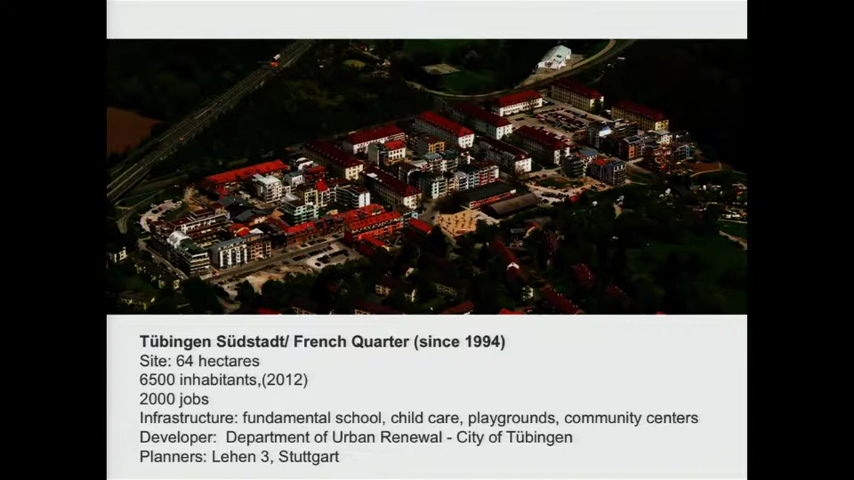 Tübingen Südstadt/ French Quarter (since 1994)
Site: 64 hectares
6500 inhabitants,(2012)
2000 jobs
Infrastructure: fundamental school, child care, playgrounds, community centers
Developer:  Department of Urban Renewal - City of Tübingen
Planners: Lehen 3, Stuttgart